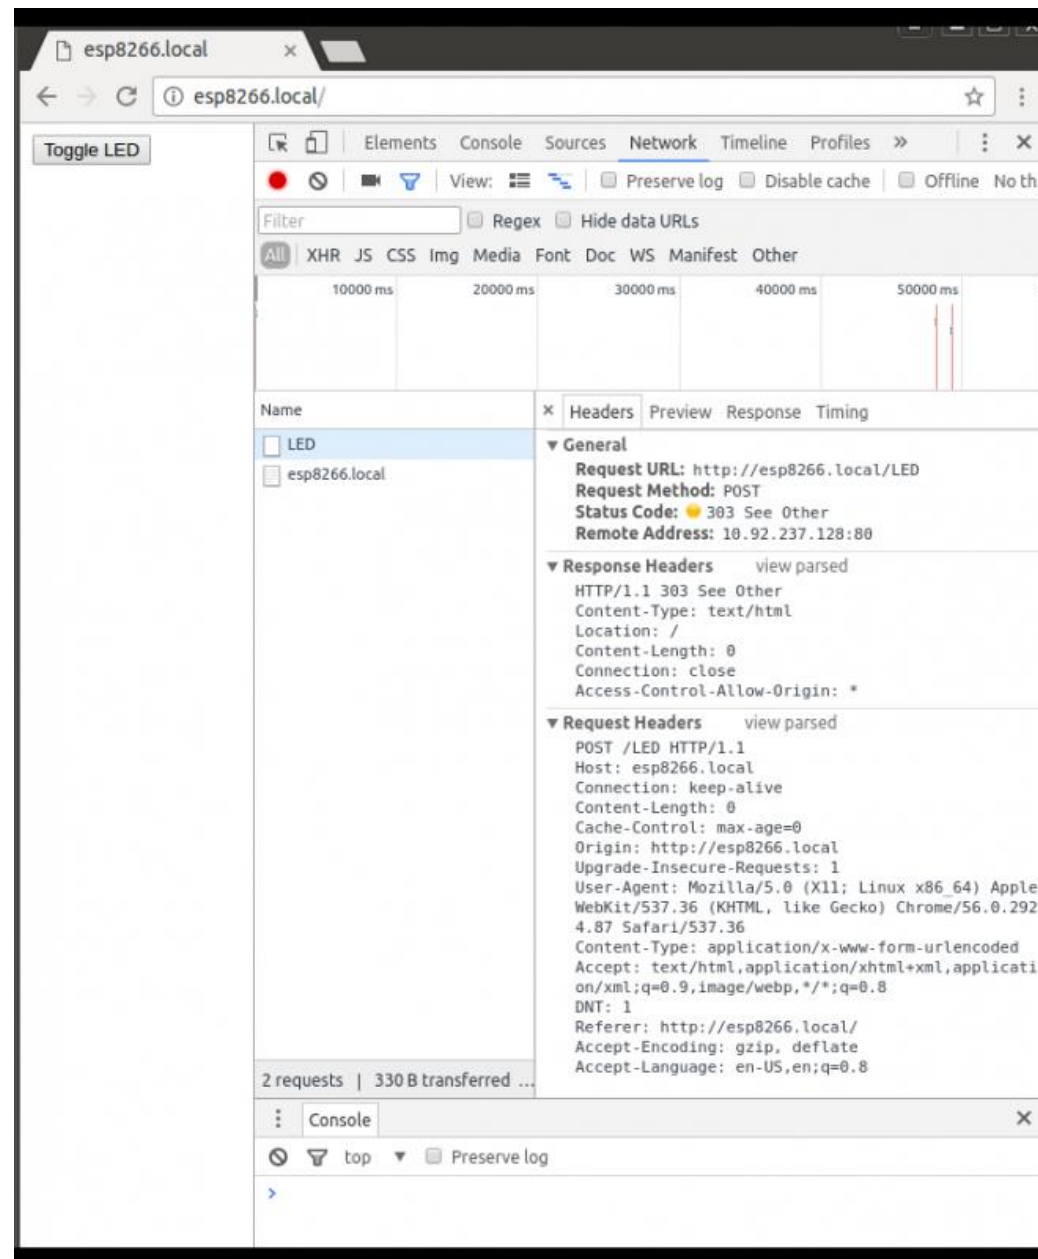 esp8266.local
esp8266.local/
Toggle LED
Elements Console Sources Network Timeline Profiles »
View: Preserve log Disable cache Offline No th
Filter Regex Hide data URLs
All XHR JS CSS Img Media Font Doc WS Manifest Other
10000 ms 20000 ms 30000 ms 40000 ms 50000 ms
Name
LED
esp8266.local
× Headers Preview Response Timing
▼ General
Request URL: http://esp8266.local/LED
Request Method: POST
Status Code: 303 See Other
Remote Address: 10.92.237.128:80
▼ Response Headers view parsed
HTTP/1.1 303 See Other
Content-Type: text/html
Location: /
Content-Length: 0
Connection: close
Access-Control-Allow-Origin: *
▼ Request Headers view parsed
POST /LED HTTP/1.1
Host: esp8266.local
Connection: keep-alive
Content-Length: 0
Cache-Control: max-age=0
Origin: http://esp8266.local
Upgrade-Insecure-Requests: 1
User-Agent: Mozilla/5.0 (X11; Linux x86_64) Apple
WebKit/537.36 (KHTML, like Gecko) Chrome/56.0.292
4.87 Safari/537.36
Content-Type: application/x-www-form-urlencoded
Accept: text/html,application/xhtml+xml,applicati
on/xml;q=0.9,image/webp,*/*;q=0.8
DNT: 1
Referer: http://esp8266.local/
Accept-Encoding: gzip, deflate
Accept-Language: en-US,en;q=0.8
2 requests | 330 B transferred ...
Console
top ▼ Preserve log
>